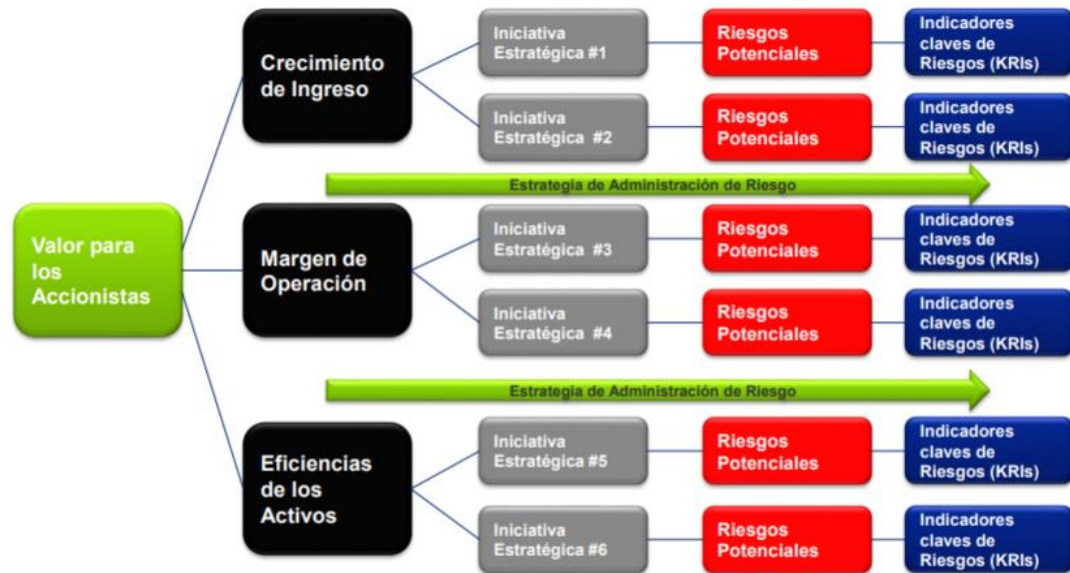 Crecimiento
de Ingreso
Iniciativa
Estratégica #1
Riesgos
Potenciales
Indicadores
claves de
Riesgos (KRIs)
Iniciativa
Estratégica #2
Riesgos
Potenciales
Indicadores
claves de
Riesgos (KRIs)
Estrategia de Administración de Riesgo
Valor para
los
Accionistas
Margen de
Operación
Iniciativa
Estratégica #3
Riesgos
Potenciales
Indicadores
claves de
Riesgos (KRIs)
Iniciativa
Estratégica #4
Riesgos
Potenciales
Indicadores
claves de
Riesgos (KRIs)
Estrategia de Administración de Riesgo
Eficiencias
de los
Activos
Iniciativa
Estratégica #5
Riesgos
Potenciales
Indicadores
claves de
Riesgos (KRIs)
Iniciativa
Estratégica #6
Riesgos
Potenciales
Indicadores
claves de
Riesgos (KRIs)